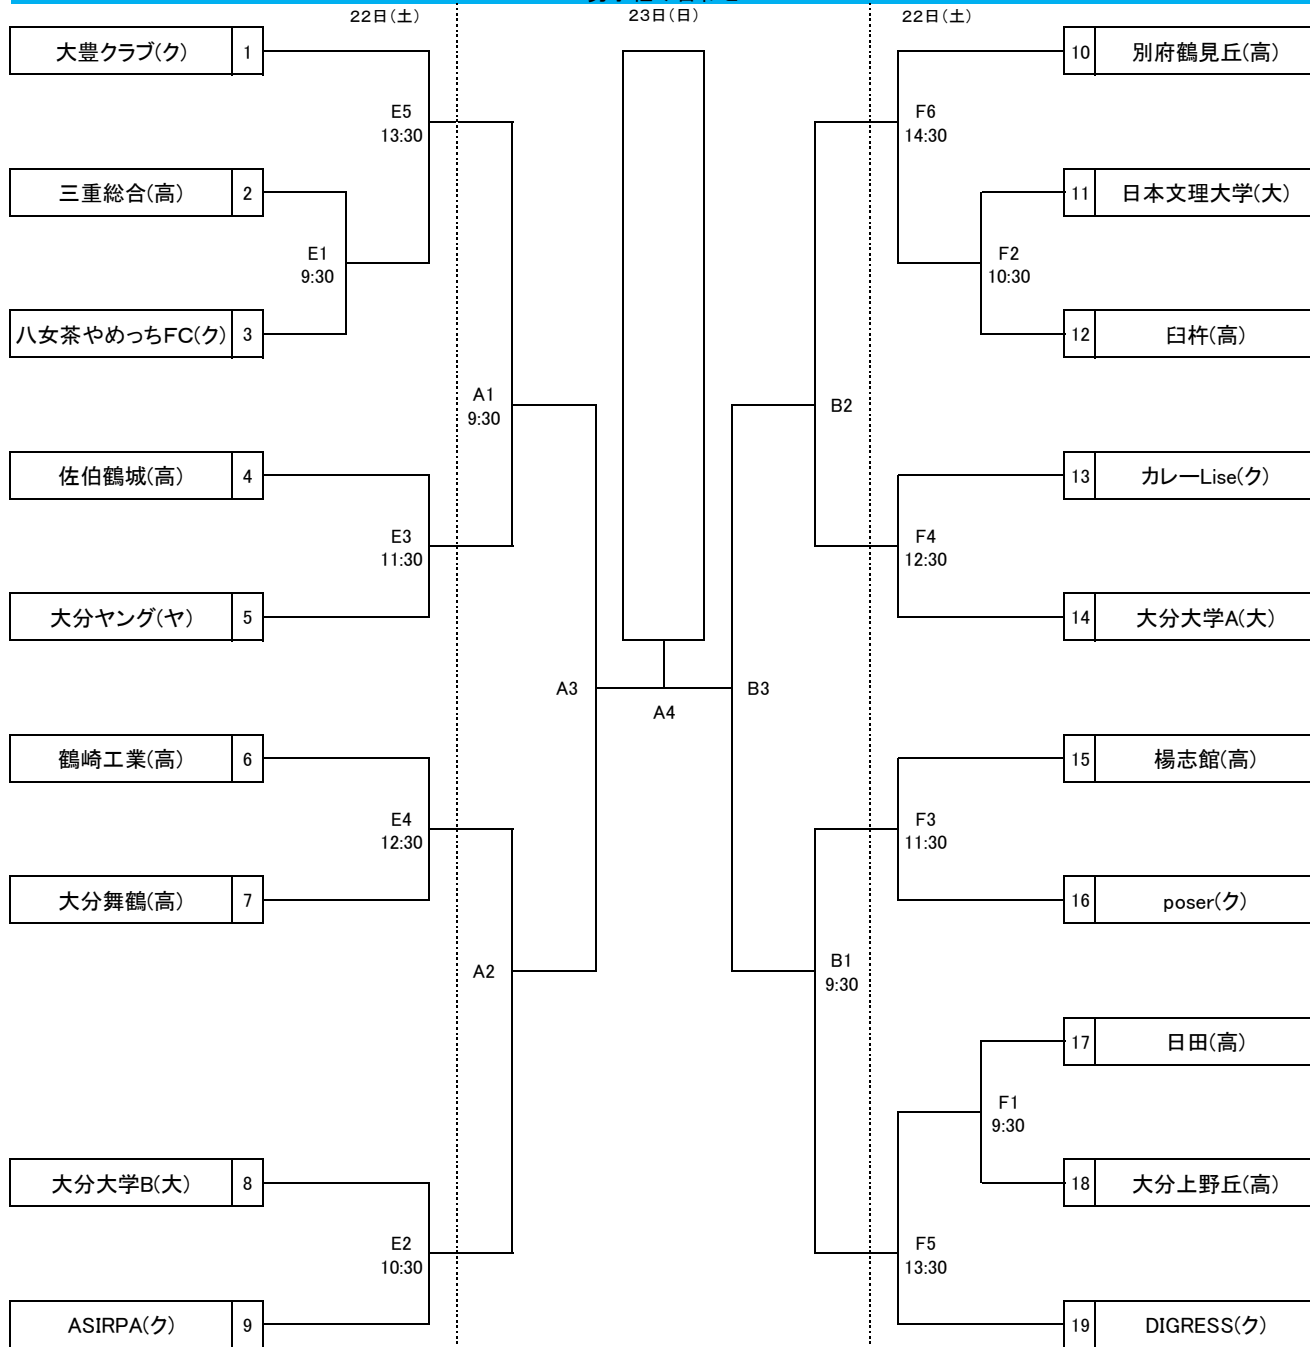 22日(土)
23日(日)
22日(土)
大豊クラブ(ク) 1
10 別府鶴見丘(高)
E5
13:30
F6
14:30
三重総合(高) 2
11 日本文理大学(大)
E1
9:30
F2
10:30
八女茶やめっちFC(ク) 3
12 臼杵(高)
A1
9:30
B2
佐伯鶴城(高) 4
13 カレーLise(ク)
E3
11:30
F4
12:30
大分ヤング(ヤ) 5
14 大分大学A(大)
A3
B3
A4
鶴崎工業(高) 6
15 楊志館(高)
E4
12:30
F3
11:30
大分舞鶴(高) 7
16 poser(ク)
A2
B1
9:30
17 日田(高)
F1
9:30
大分大学B(大) 8
18 大分上野丘(高)
E2
10:30
F5
13:30
ASIRPA(ク) 9
19 DIGRESS(ク)